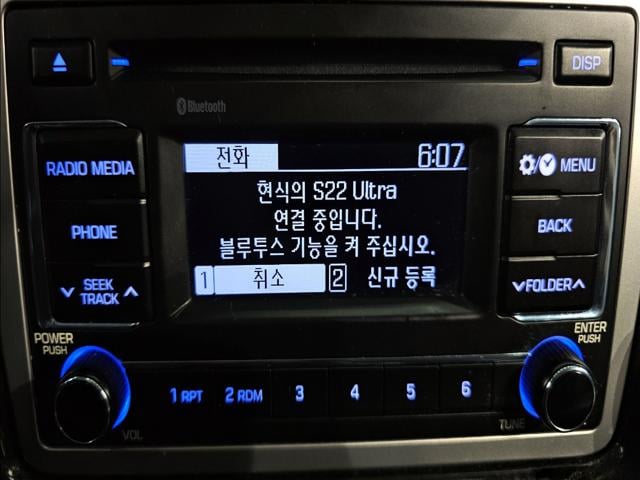 DISP
Bluetooth
전화 6:07
RADIO MEDIA
MENU
현식의 S22 Ultra
연결 중입니다.
PHONE
BACK
블루투스 기능을 켜 주십시오.
SEEK
TRACK
1 취소 2 신규 등록
FOLDER
POWER
PUSH
ENTER
PUSH
1 RPT 2 RDM 3 4 5 6
VOL
TUNE